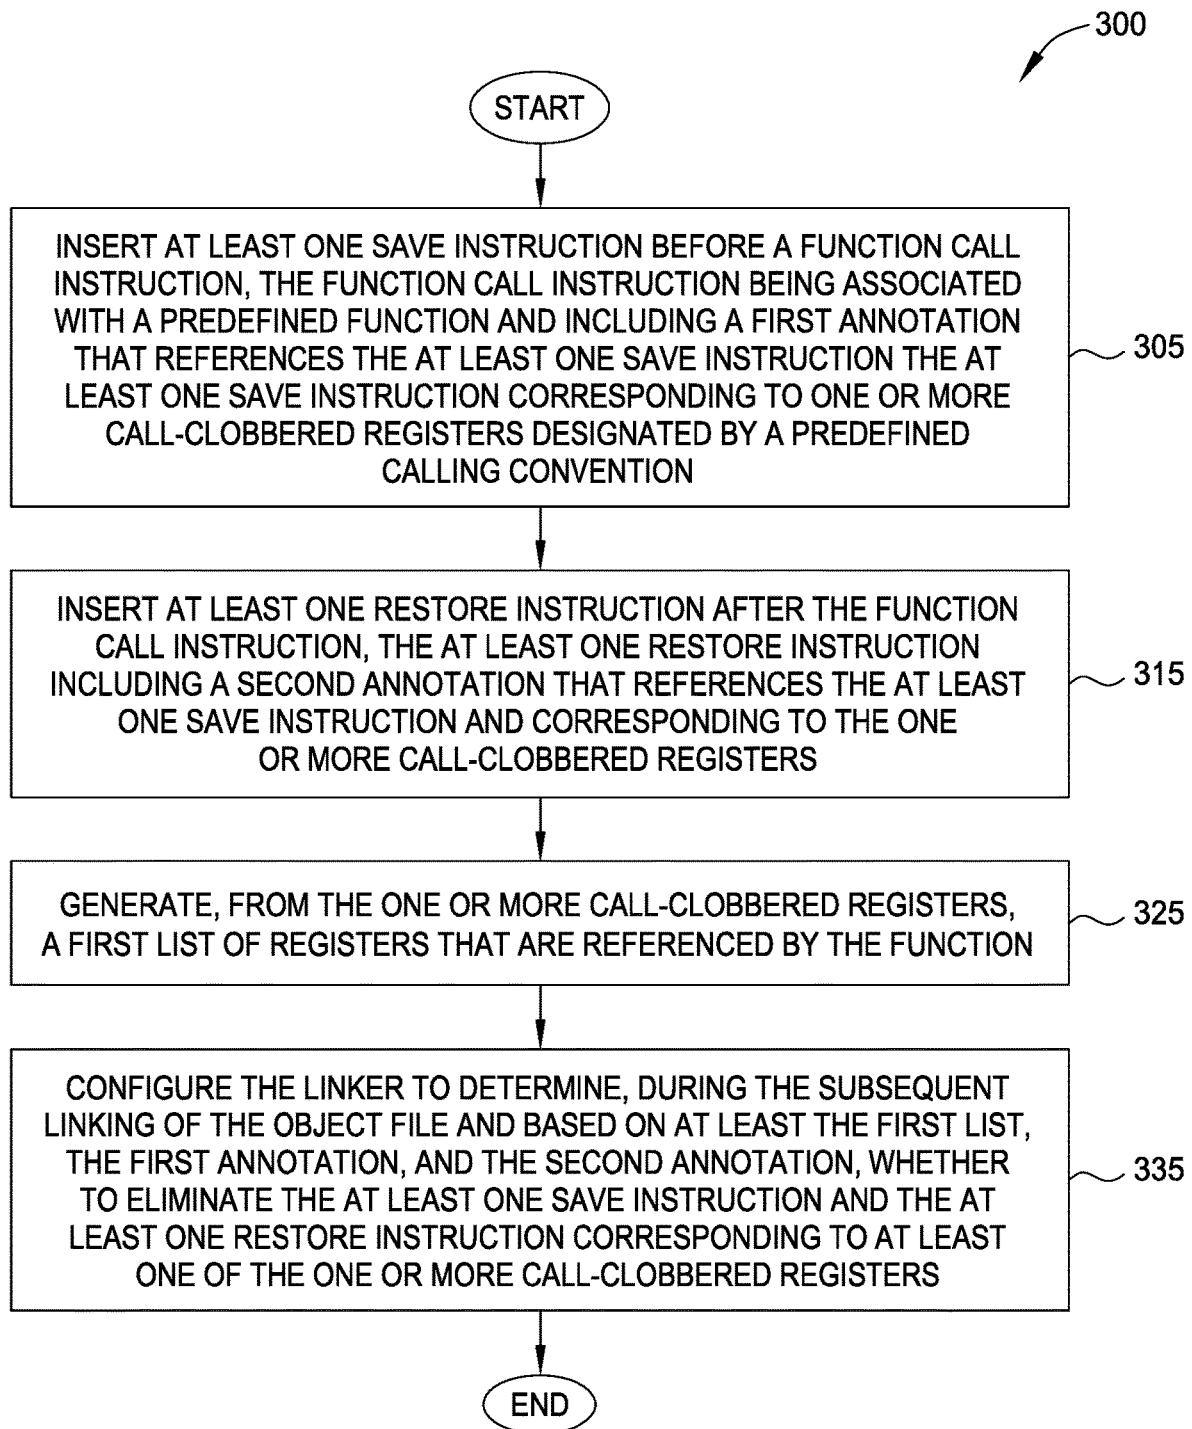 300
START
INSERT AT LEAST ONE SAVE INSTRUCTION BEFORE A FUNCTION CALL
INSTRUCTION, THE FUNCTION CALL INSTRUCTION BEING ASSOCIATED
WITH A PREDEFINED FUNCTION AND INCLUDING A FIRST ANNOTATION
THAT REFERENCES THE AT LEAST ONE SAVE INSTRUCTION THE AT
LEAST ONE SAVE INSTRUCTION CORRESPONDING TO ONE OR MORE
CALL-CLOBBERED REGISTERS DESIGNATED BY A PREDEFINED
CALLING CONVENTION
305
INSERT AT LEAST ONE RESTORE INSTRUCTION AFTER THE FUNCTION
CALL INSTRUCTION, THE AT LEAST ONE RESTORE INSTRUCTION
INCLUDING A SECOND ANNOTATION THAT REFERENCES THE AT LEAST
ONE SAVE INSTRUCTION AND CORRESPONDING TO THE ONE
OR MORE CALL-CLOBBERED REGISTERS
315
GENERATE, FROM THE ONE OR MORE CALL-CLOBBERED REGISTERS,
A FIRST LIST OF REGISTERS THAT ARE REFERENCED BY THE FUNCTION
325
CONFIGURE THE LINKER TO DETERMINE, DURING THE SUBSEQUENT
LINKING OF THE OBJECT FILE AND BASED ON AT LEAST THE FIRST LIST,
THE FIRST ANNOTATION, AND THE SECOND ANNOTATION, WHETHER
TO ELIMINATE THE AT LEAST ONE SAVE INSTRUCTION AND THE AT
LEAST ONE RESTORE INSTRUCTION CORRESPONDING TO AT LEAST
ONE OF THE ONE OR MORE CALL-CLOBBERED REGISTERS
335
END